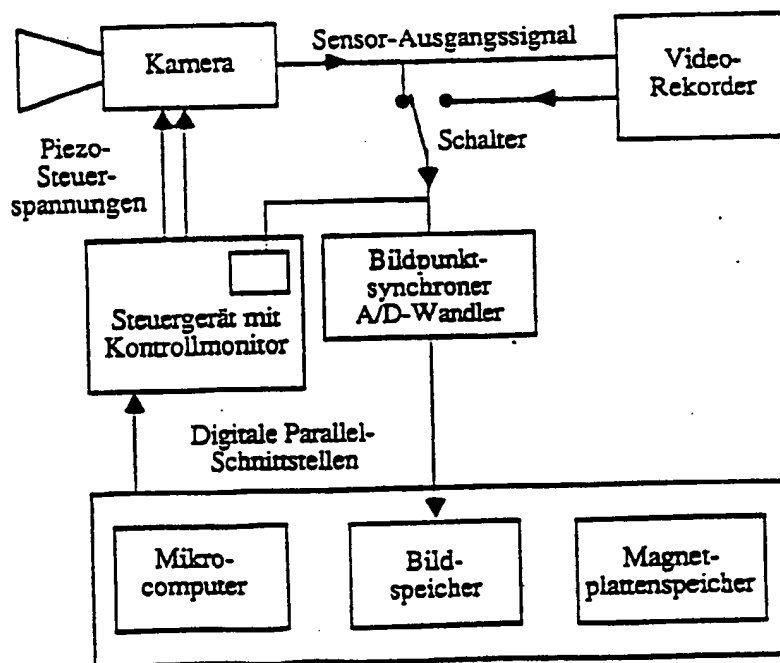 Kamera
Sensor-Ausgangssignal
Video-
Rekorder
Schalter
Piezo-
Steuer-
spannungen
Bildpunkt-
synchroner
A/D-Wandler
Steuergerät mit
Kontrollmonitor
Digitale Parallel-
Schnittstellen
Mikro-
computer
Bild-
speicher
Magnet-
plattenspeicher